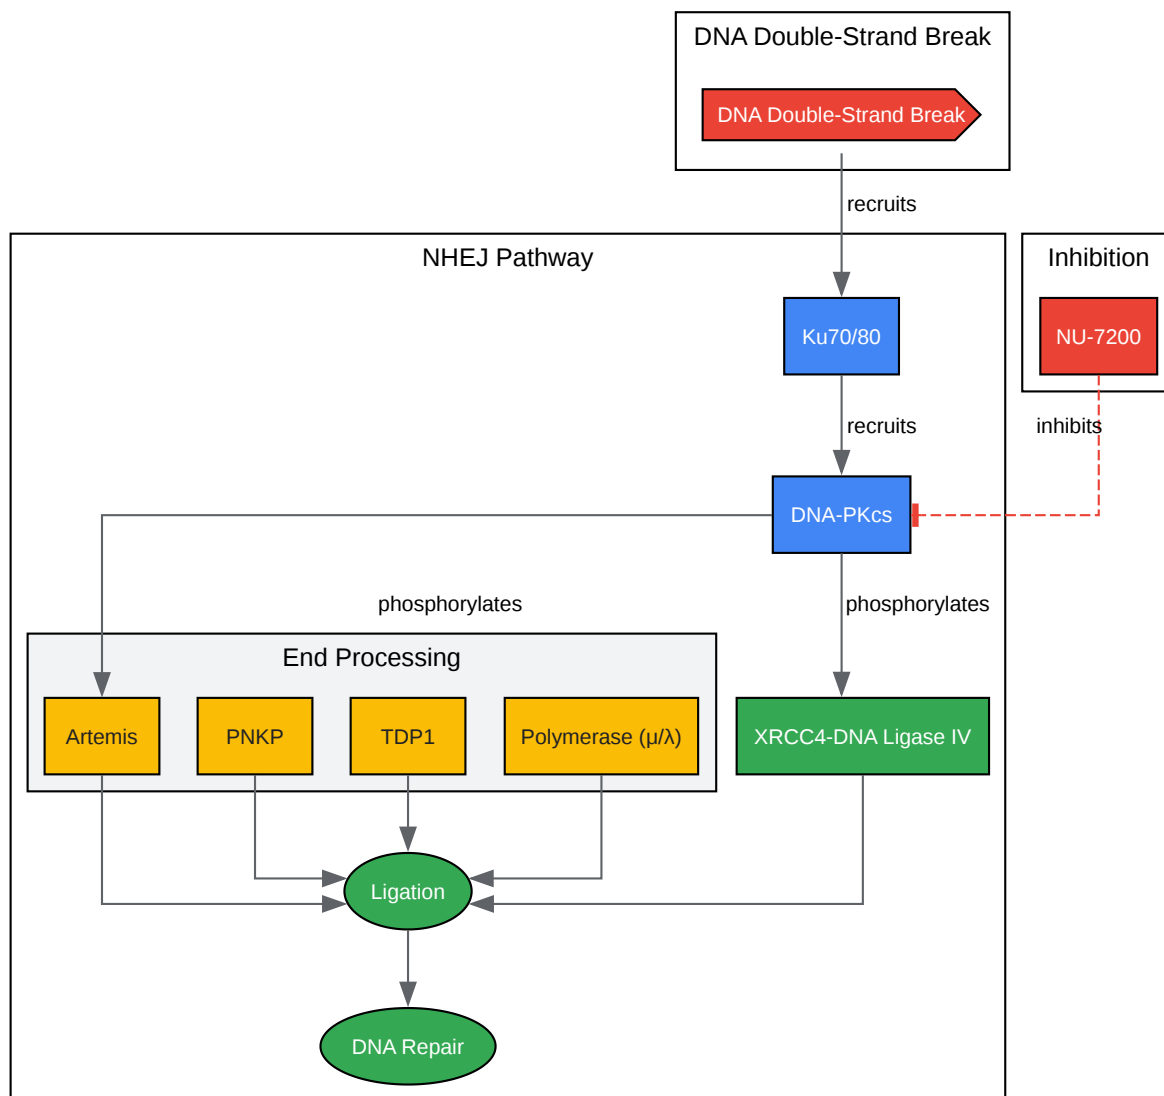 DNA Double-Strand Break
DNA Double-Strand Break
recruits
NHEJ Pathway
Inhibition
Ku70/80
NU-7200
recruits
inhibits
DNA-PKcs
phosphorylates
phosphorylates
End Processing
Artemis
PNKP
TDP1
Polymerase (μ/λ)
XRCC4-DNA Ligase IV
Ligation
DNA Repair